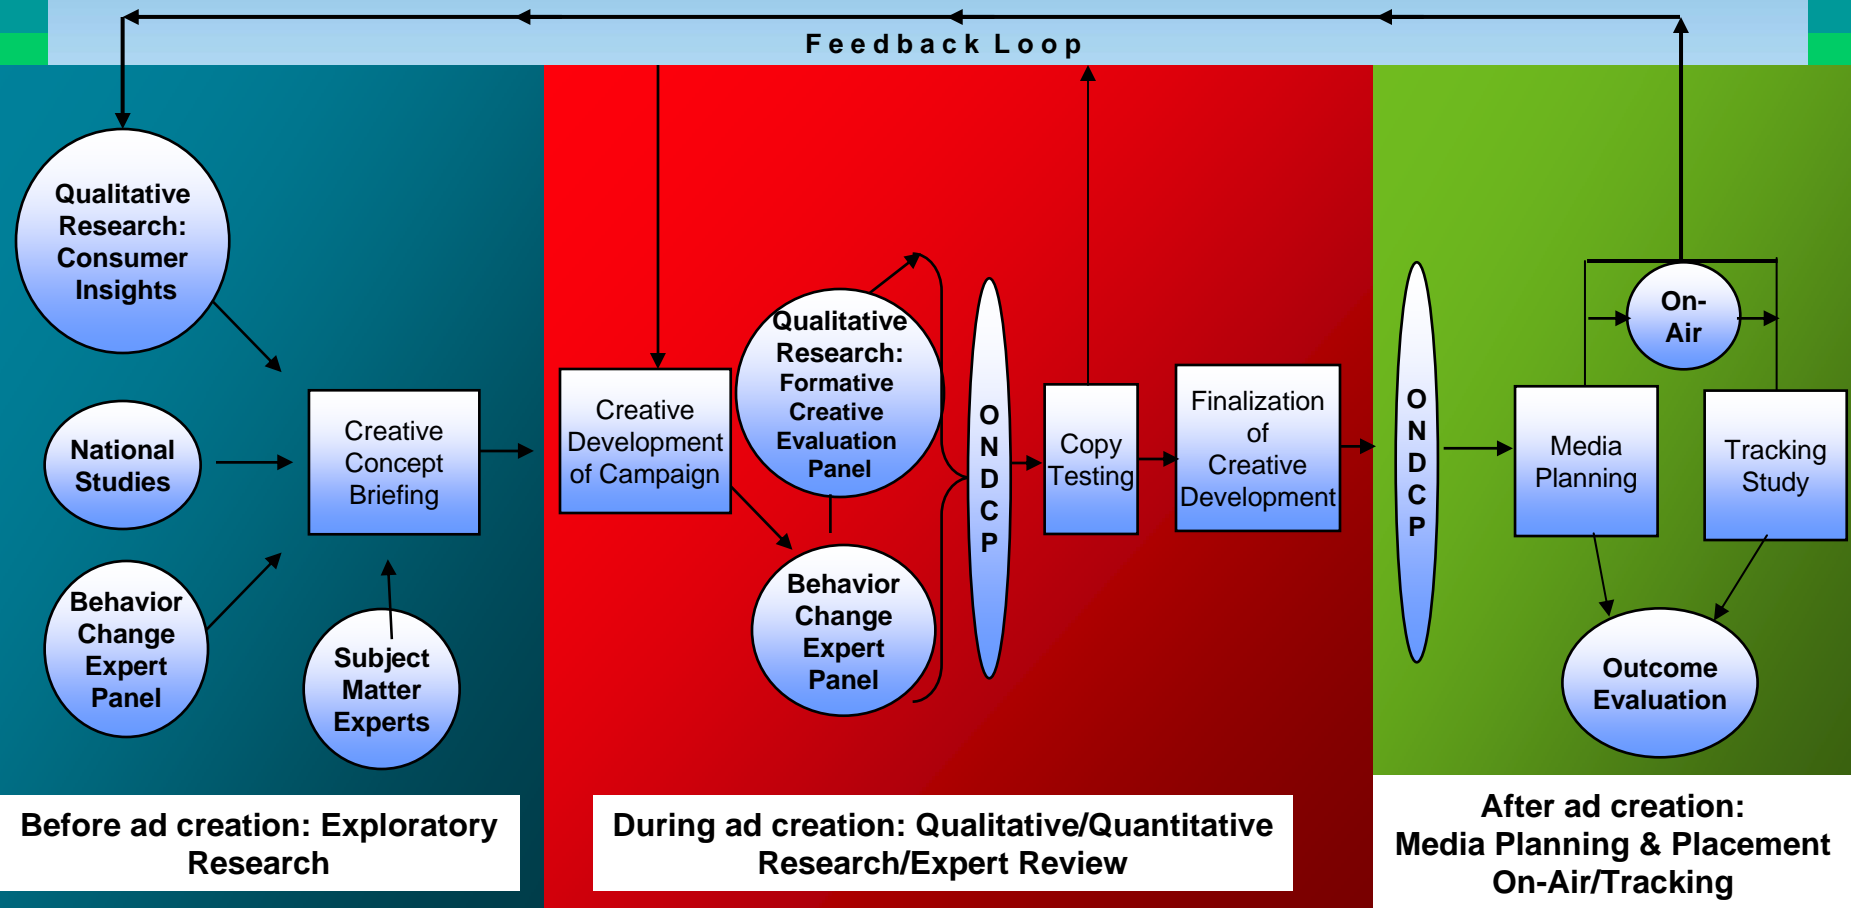 Feedback Loop
Qualitative
Research:
Consumer
Insights
National
Studies
Behavior
Change
Expert
Panel
Creative
Concept
Briefing
Subject
Matter
Experts
Before ad creation: Exploratory
Research
Creative
Development
of Campaign
Qualitative
Research:
Formative
Creative
Evaluation
Panel
Behavior
Change
Expert
Panel
O
N
D
C
P
Copy
Testing
Finalization
of
Creative
Development
During ad creation: Qualitative/Quantitative
Research/Expert Review
O
N
D
C
P
On-
Air
Media
Planning
Tracking
Study
Outcome
Evaluation
After ad creation:
Media Planning & Placement
On-Air/Tracking